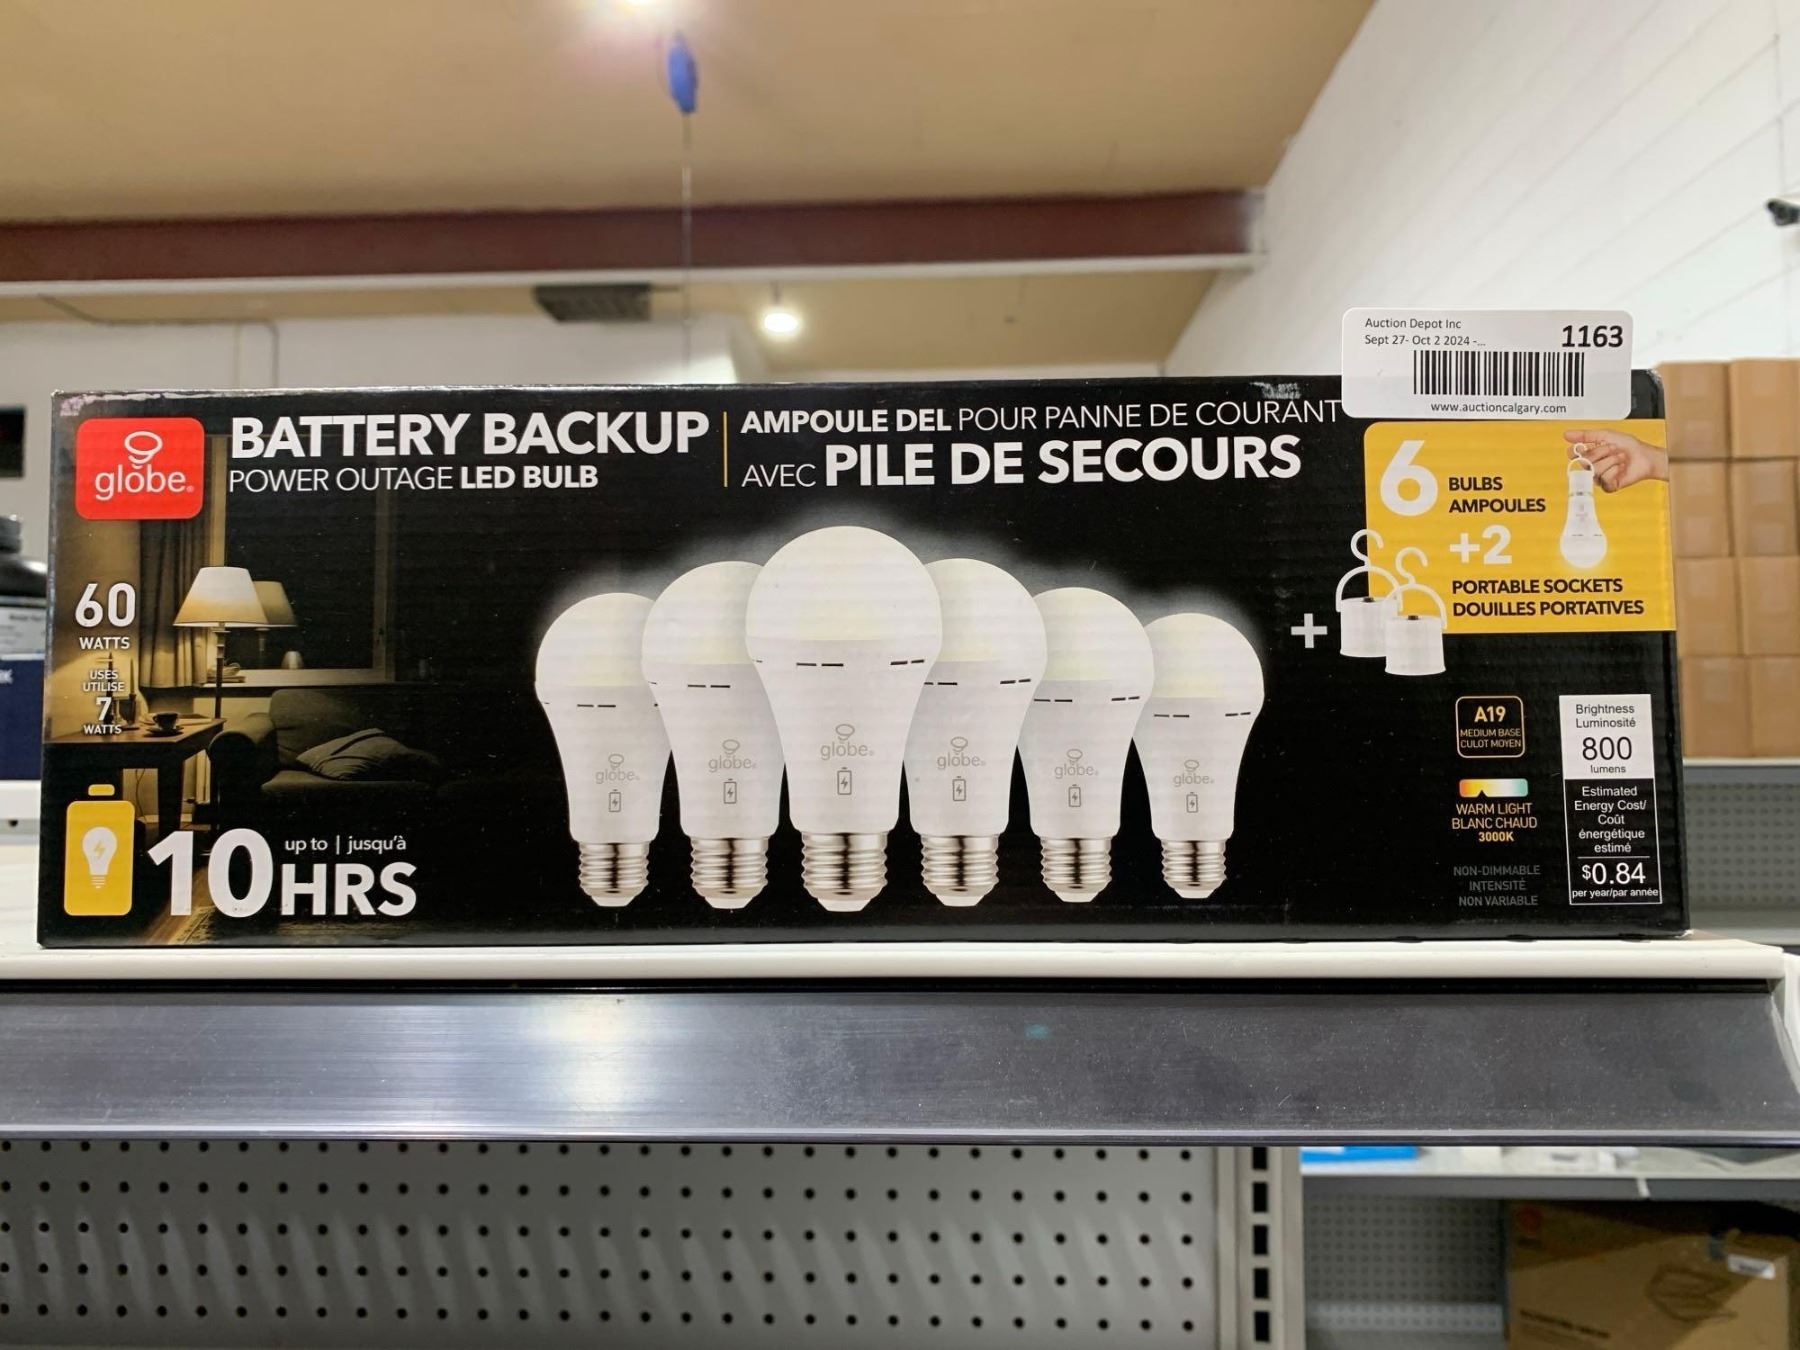 Auction Depot Inc
Sept 27- Oct 2 2024 -...
1163
www.auctioncalgary.com
globe®
BATTERY BACKUP
POWER OUTAGE LED BULB
AMPOULE DEL POUR PANNE DE COURANT
AVEC PILE DE SECOURS
6
BULBS
AMPOULES
+2
PORTABLE SOCKETS
DOUILLES PORTATIVES
+
60
WATTS
USES
UTILISE
7
WATTS
up to | jusqu'à
10 HRS
globe®
globe®
globe®
globe®
globe®
globe®
A19
MEDIUM BASE
CULOT MOYEN
WARM LIGHT
BLANC CHAUD
3000K
NON-DIMMABLE
INTENSITÉ
NON VARIABLE
Brightness
Luminosité
800
lumens
Estimated
Energy Cost/
Coût
énergétique
estimé
$0.84
per year/par année